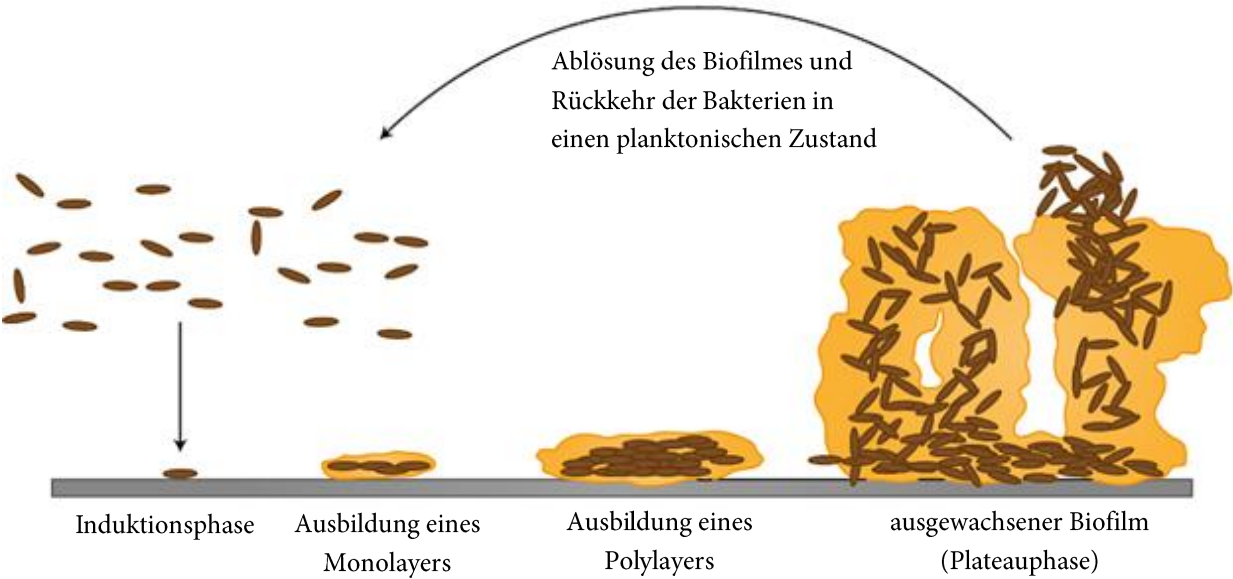 Ablösung des Biofilmes und
Rückkehr der Bakterien in
einen planktonischen Zustand
Induktionsphase
Ausbildung eines
Monolayers
Ausbildung eines
Polylayers
ausgewachsener Biofilm
(Plateauphase)